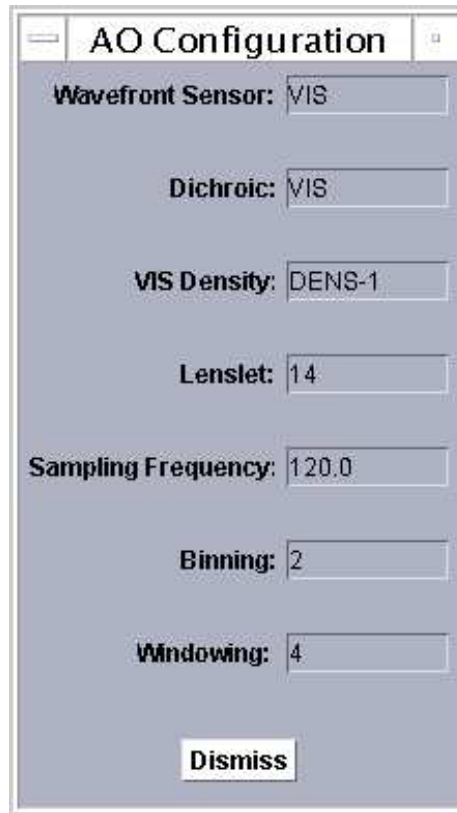 AO Configuration
Wavefront Sensor: VIS
Dichroic: VIS
VIS Density: DENS-1
Lenslet: 14
Sampling Frequency: 120.0
Binning: 2
Windowing: 4
Dismiss